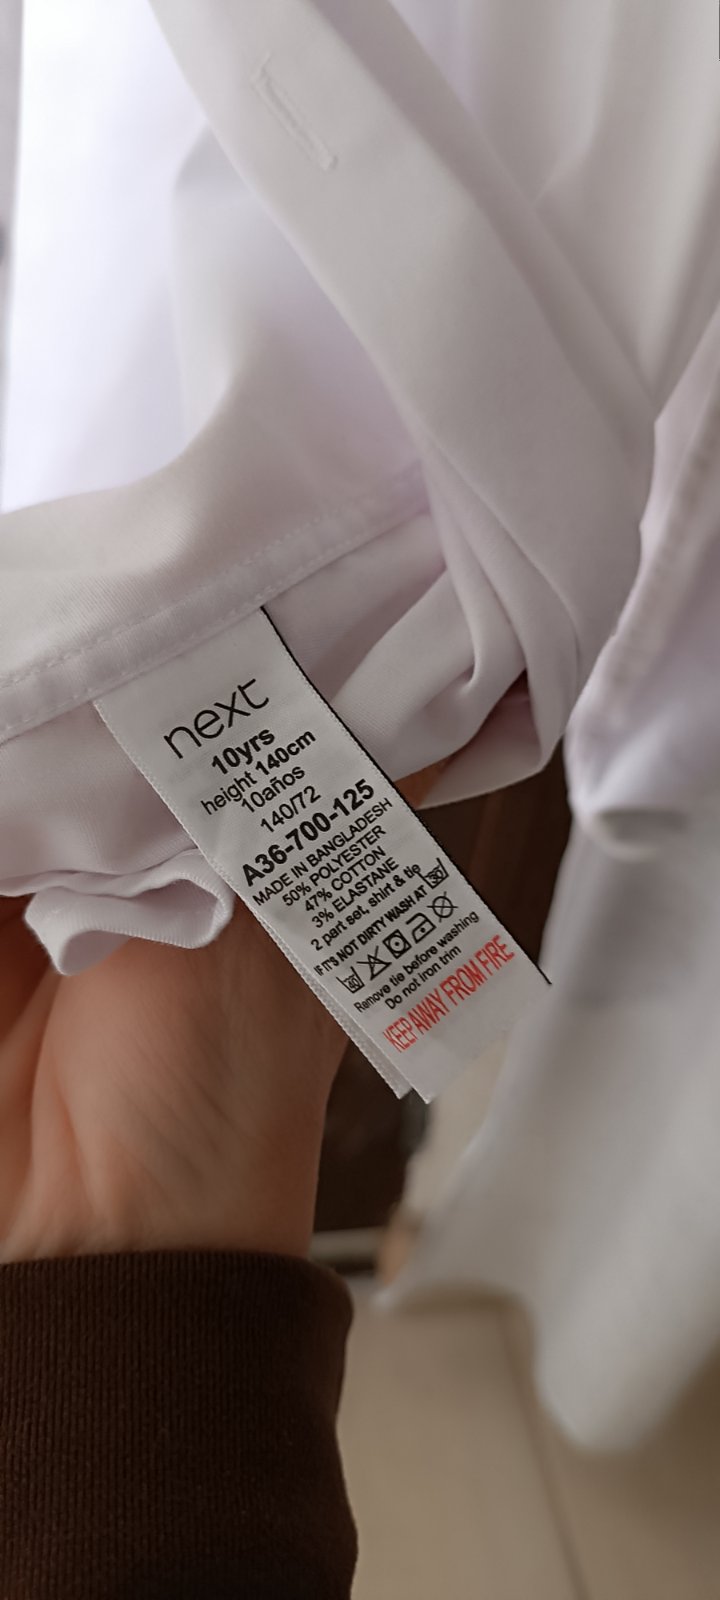 next
10yrs
height 140cm
10años
140/72
A36-700-125
MADE IN BANGLADESH
50% POLYESTER
47% COTTON
3% ELASTANE
2 part set, shirt & tie
IF IT'S NOT DIRTY WASH AT 30
40
Remove tie before washing
Do not iron trim
KEEP AWAY FROM FIRE